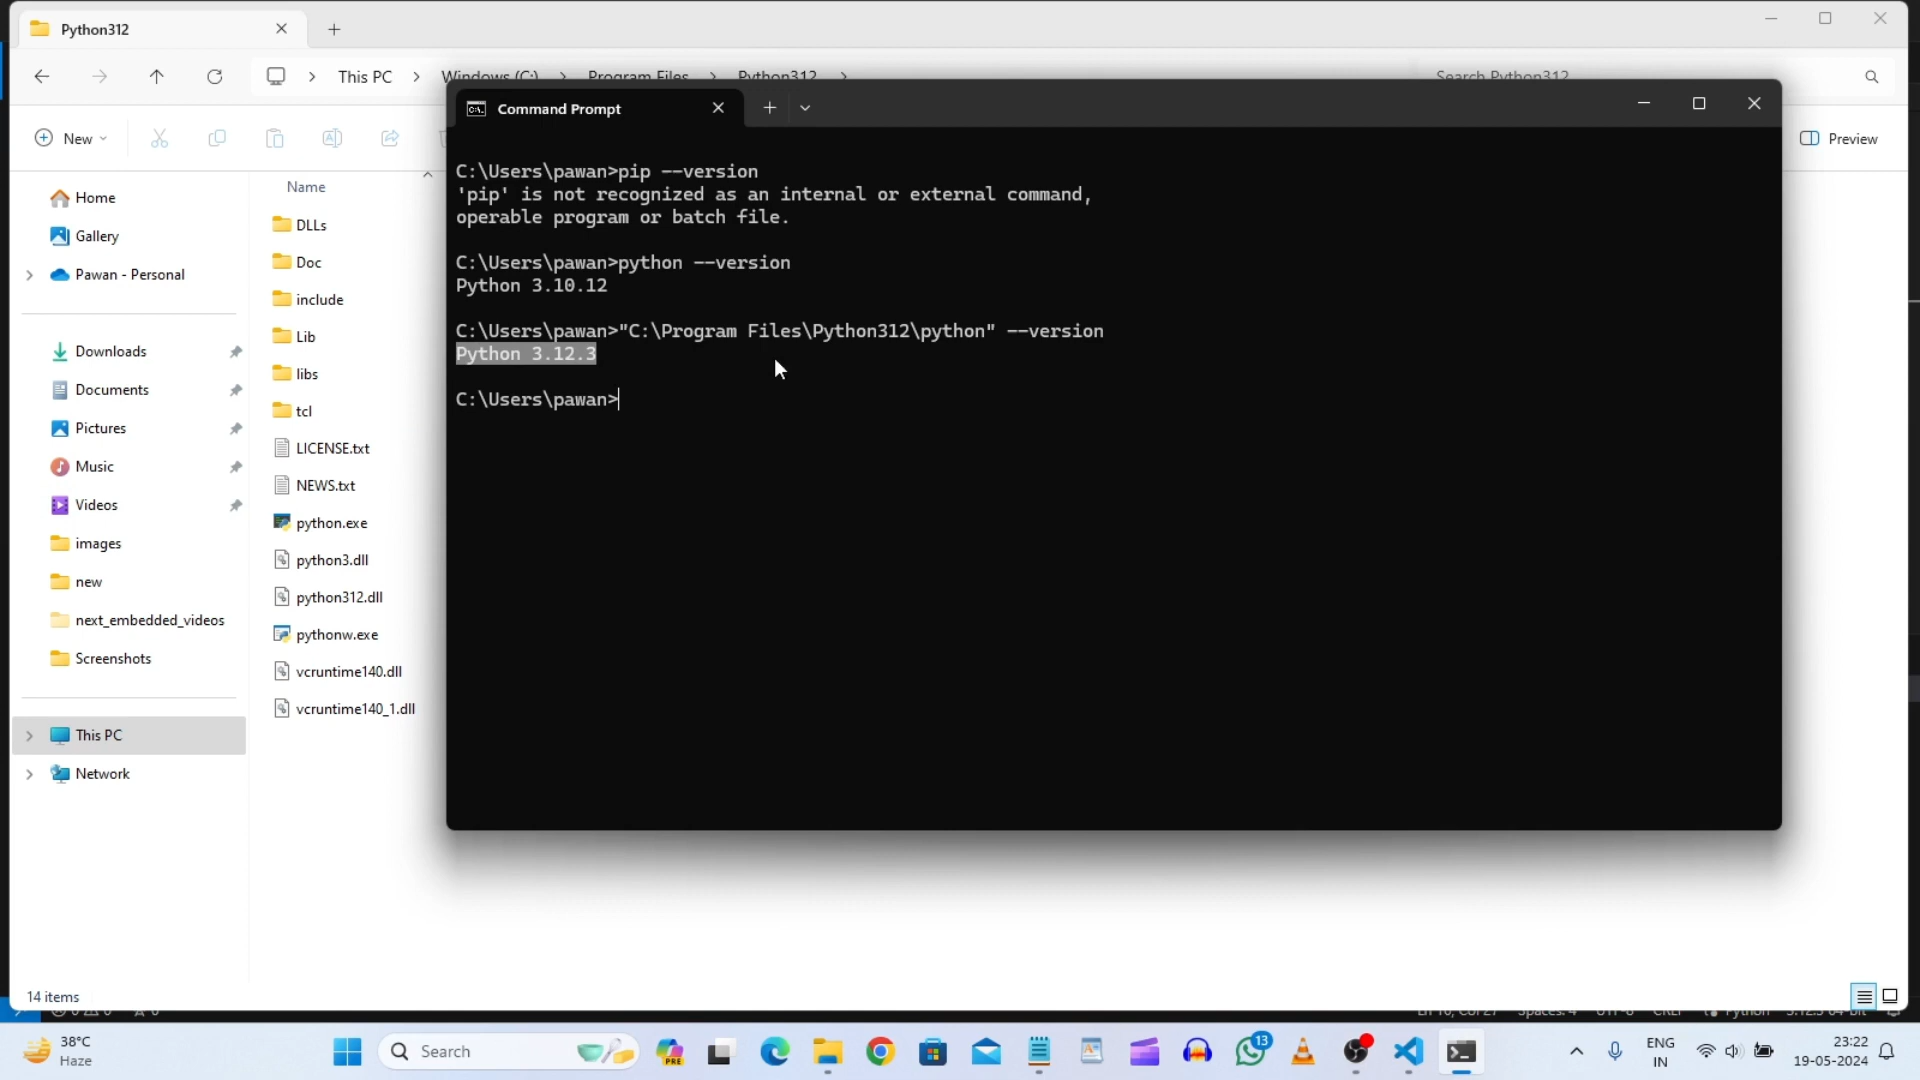 Python312
This PC
Windows (C:)
Program Files
Python312
Search Python312
New
Preview
Home
Gallery
Pawan - Personal
Downloads
Documents
Pictures
Music
Videos
images
new
next_embedded_videos
Screenshots
This PC
Network
Name
DLLs
Doc
include
Lib
libs
tcl
LICENSE.txt
NEWS.txt
python.exe
python3.dll
python312.dll
pythonw.exe
vcruntime140.dll
vcruntime140_1.dll
14 items
Command Prompt
C:\Users\pawan>pip --version
'pip' is not recognized as an internal or external command,
operable program or batch file.
C:\Users\pawan>python --version
Python 3.10.12
C:\Users\pawan>"C:\Program Files\Python312\python" --version
Python 3.12.3
C:\Users\pawan>
38°C
Haze
Search
PRE
13
ENG
IN
23:22
19-05-2024